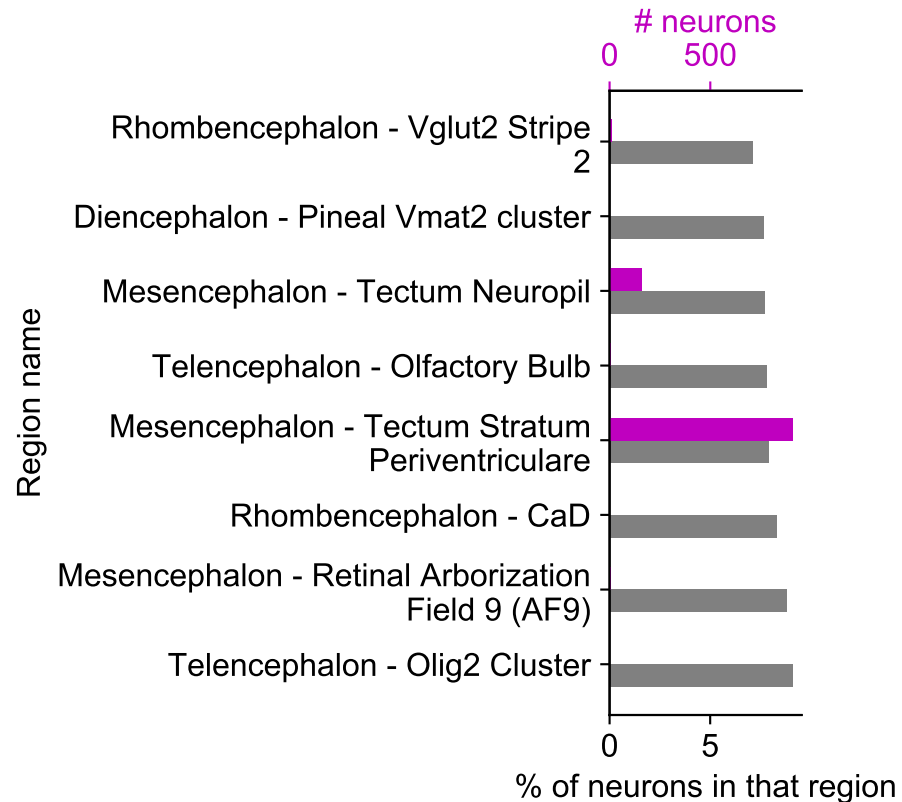 # neurons
0 500
Rhombencephalon - Vglut2 Stripe
2
Diencephalon - Pineal Vmat2 cluster
Mesencephalon - Tectum Neuropil
Telencephalon - Olfactory Bulb
Mesencephalon - Tectum Stratum
Periventriculare
Rhombencephalon - CaD
Mesencephalon - Retinal Arborization
Field 9 (AF9)
Telencephalon - Olig2 Cluster
Region name
0 5
% of neurons in that region